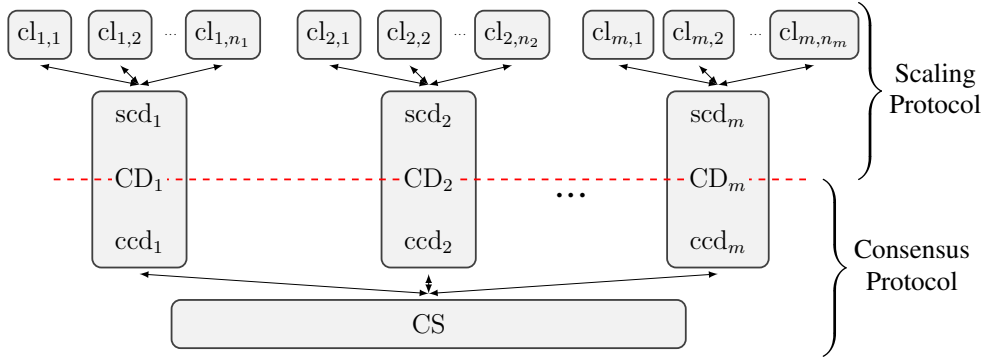 cl₁,₁ cl₁,₂ ... cl₁,ₙ₁ cl₂,₁ cl₂,₂ ... cl₂,ₙ₂ clₘ,₁ clₘ,₂ ... clₘ,ₙₘ
Scaling
Protocol
scd₁ scd₂ scdₘ
CD₁ CD₂ ... CDₘ
ccd₁ ccd₂ ccdₘ
Consensus
Protocol
CS